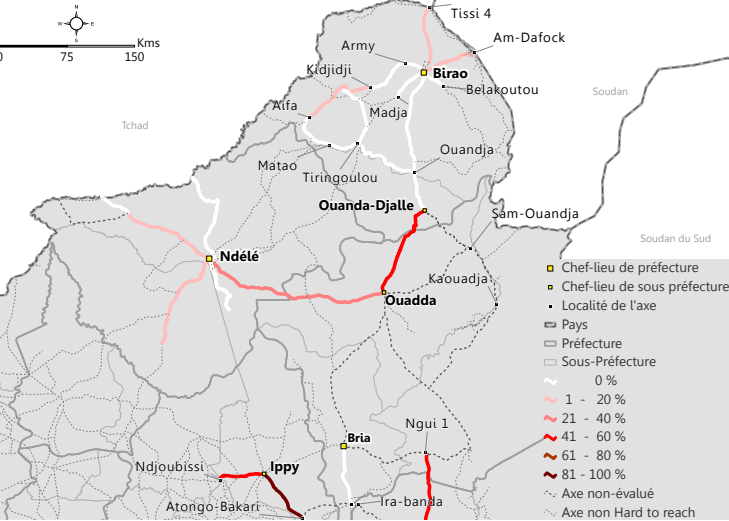 N
W
E
S
Kms
0
75
150
Tissi 4
Army
Am-Dafock
Kidjidji
Birao
Belakoutou
Soudan
Aifa
Madja
Tchad
Ouandja
Matao
Tiringoulou
Ouanda-Djalle
Sam-Ouandja
Soudan du Sud
Ndélé
Kaouadja
Ouadda
Chef-lieu de préfecture
Chef-lieu de sous préfecture
Localité de l'axe
Pays
Préfecture
Sous-Préfecture
0 %
1 - 20 %
21 - 40 %
41 - 60 %
61 - 80 %
81 - 100 %
Axe non-évalué
Axe non Hard to reach
Ngui 1
Bria
Ndjoubissi
Ippy
Atongo-Bakari
Ira-banda